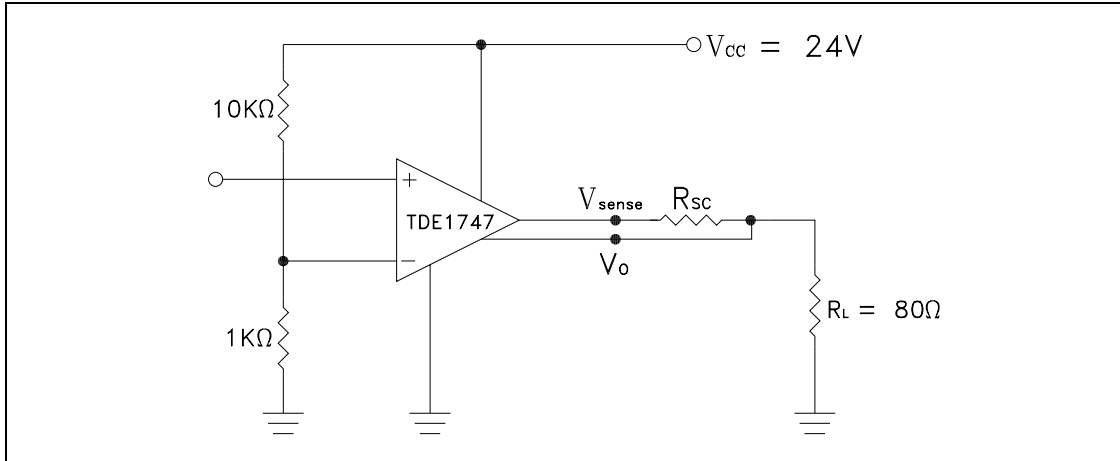 Vcc = 24V
10KΩ
+
TDE1747
Vsense
Rsc
−
Vo
1KΩ
RL = 80Ω